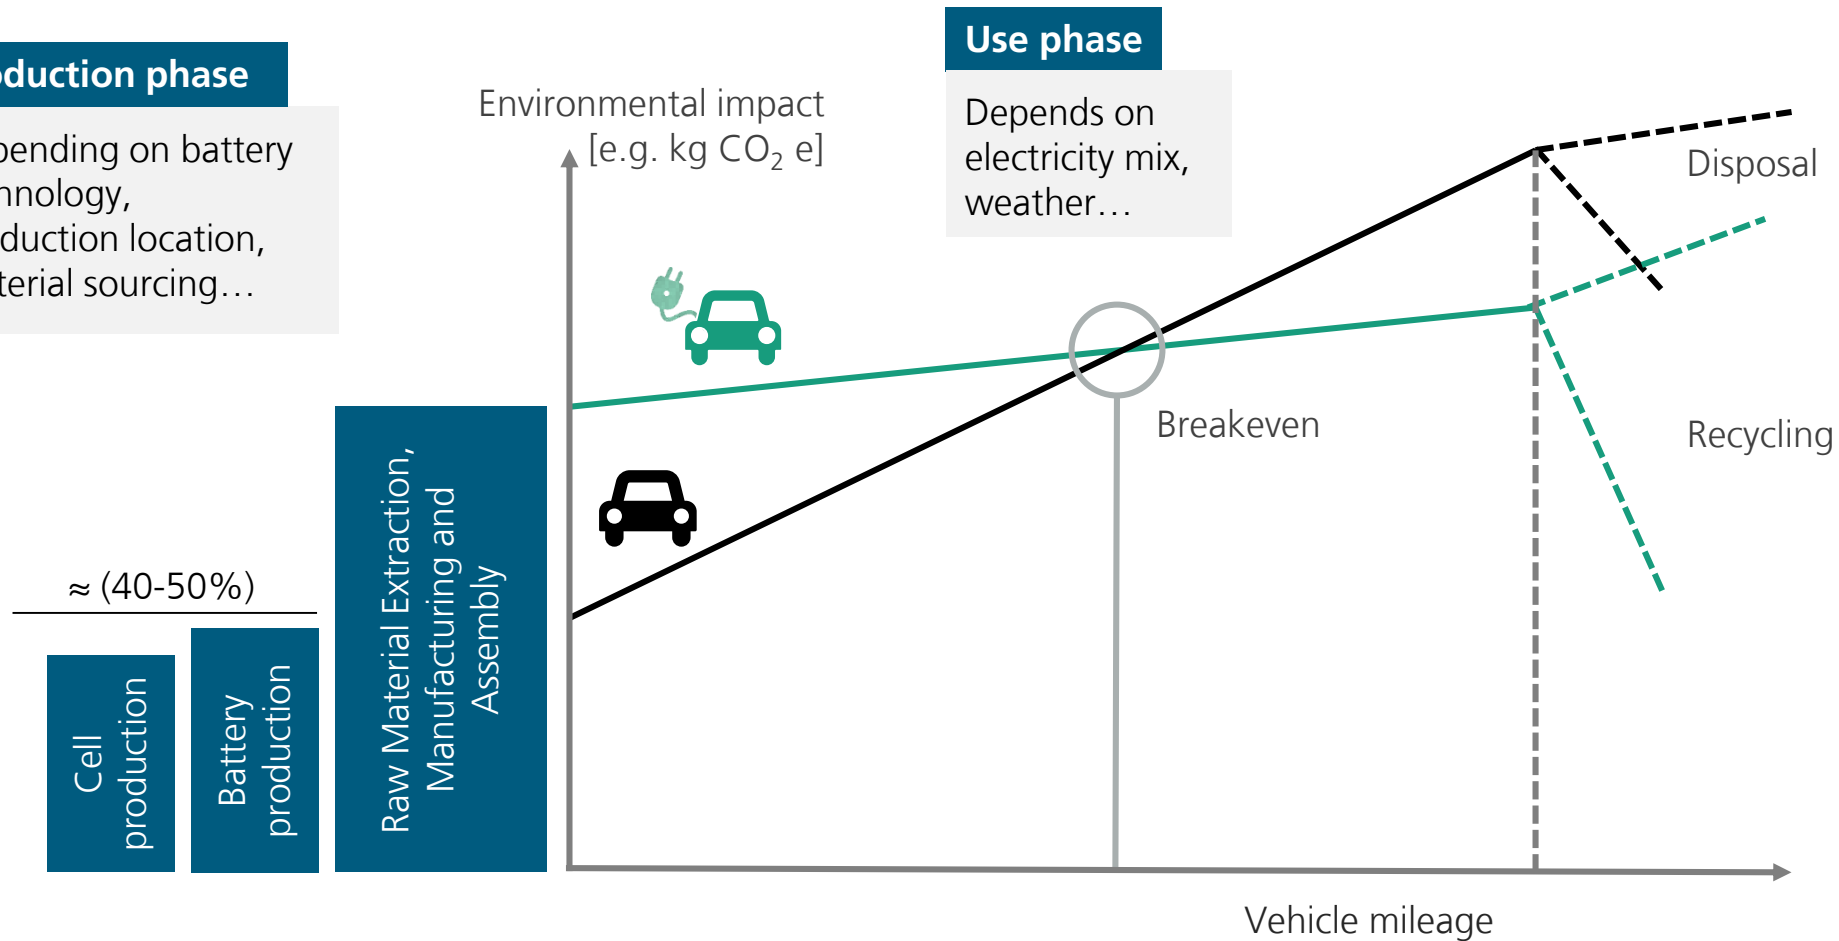 oduction phase
pending on battery
hnology,
duction location,
terial sourcing…
Environmental impact
[e.g. kg CO₂ e]
Use phase
Depends on
electricity mix,
weather…
Disposal
Recycling
Breakeven
≈ (40-50%)
Cell
production
Battery
production
Raw Material Extraction,
Manufacturing and
Assembly
Vehicle mileage